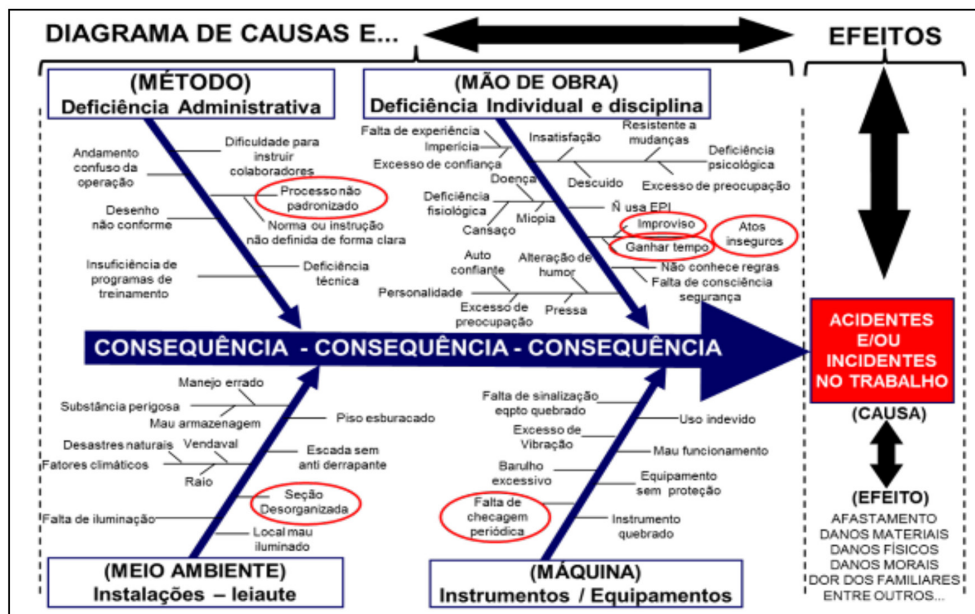 DIAGRAMA DE CAUSAS E...
EFEITOS
(MÉTODO)
Deficiência Administrativa
(MÃO DE OBRA)
Deficiência Individual e disciplina
Andamento
confuso da
operação
Dificuldade para
instruir
colaboradores
Processo não
padronizado
Desenho
não conforme
Norma ou instrução
não definida de forma clara
Insuficiência de
programas de
treinamento
Deficiência
técnica
Falta de experiência
Imperícia
Excesso de confiança
Insatisfação
Resistente a
mudanças
Deficiência
psicológica
Doença
Descuido
Excesso de preocupação
Deficiência
fisiológica
Miopia
Cansaço
Ñ usa EPI
Improviso
Ganhar tempo
Atos
inseguros
Auto
confiante
Alteração de
humor
Não conhece regras
Falta de consciência
segurança
Personalidade
Excesso de
preocupação
Pressa
CONSEQUÊNCIA - CONSEQUÊNCIA - CONSEQUÊNCIA
ACIDENTES
E/OU
INCIDENTES
NO TRABALHO
(CAUSA)
(EFEITO)
AFASTAMENTO
DANOS MATERIAIS
DANOS FÍSICOS
DANOS MORAIS
DOR DOS FAMILIARES
ENTRE OUTROS...
Manejo errado
Substância perigosa
Mau armazenagem
Piso esburacado
Desastres naturais
Vendaval
Fatores climáticos
Raio
Escada sem
anti derrapante
Seção
Desorganizada
Falta de iluminação
Local mau
iluminado
Falta de sinalização
eqpto quebrado
Uso indevido
Excesso de
Vibração
Mau funcionamento
Barulho
excessivo
Equipamento
sem proteção
Falta de
checagem
periódica
Instrumento
quebrado
(MEIO AMBIENTE)
Instalações – leiaute
(MÁQUINA)
Instrumentos / Equipamentos